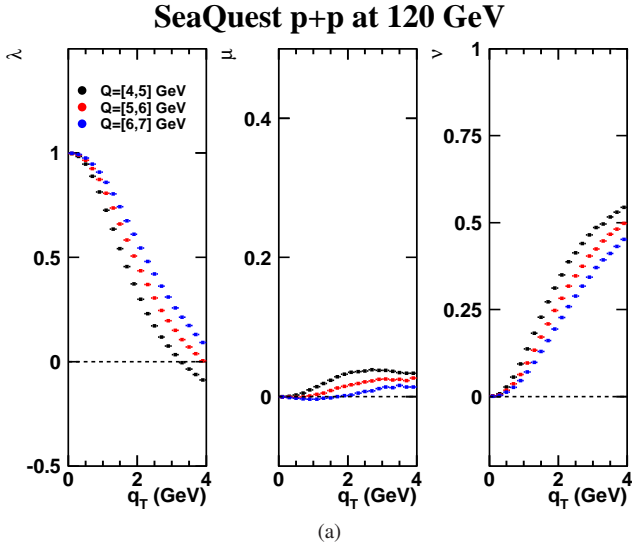 SeaQuest p+p at 120 GeV
λ
μ
ν
Q=[4,5] GeV
Q=[5,6] GeV
Q=[6,7] GeV
1
0.5
0
-0.5
0.4
0.2
0
1
0.75
0.5
0.25
0
0 2 4
0 2 4
0 2 4
q_T (GeV)
q_T (GeV)
q_T (GeV)
(a)